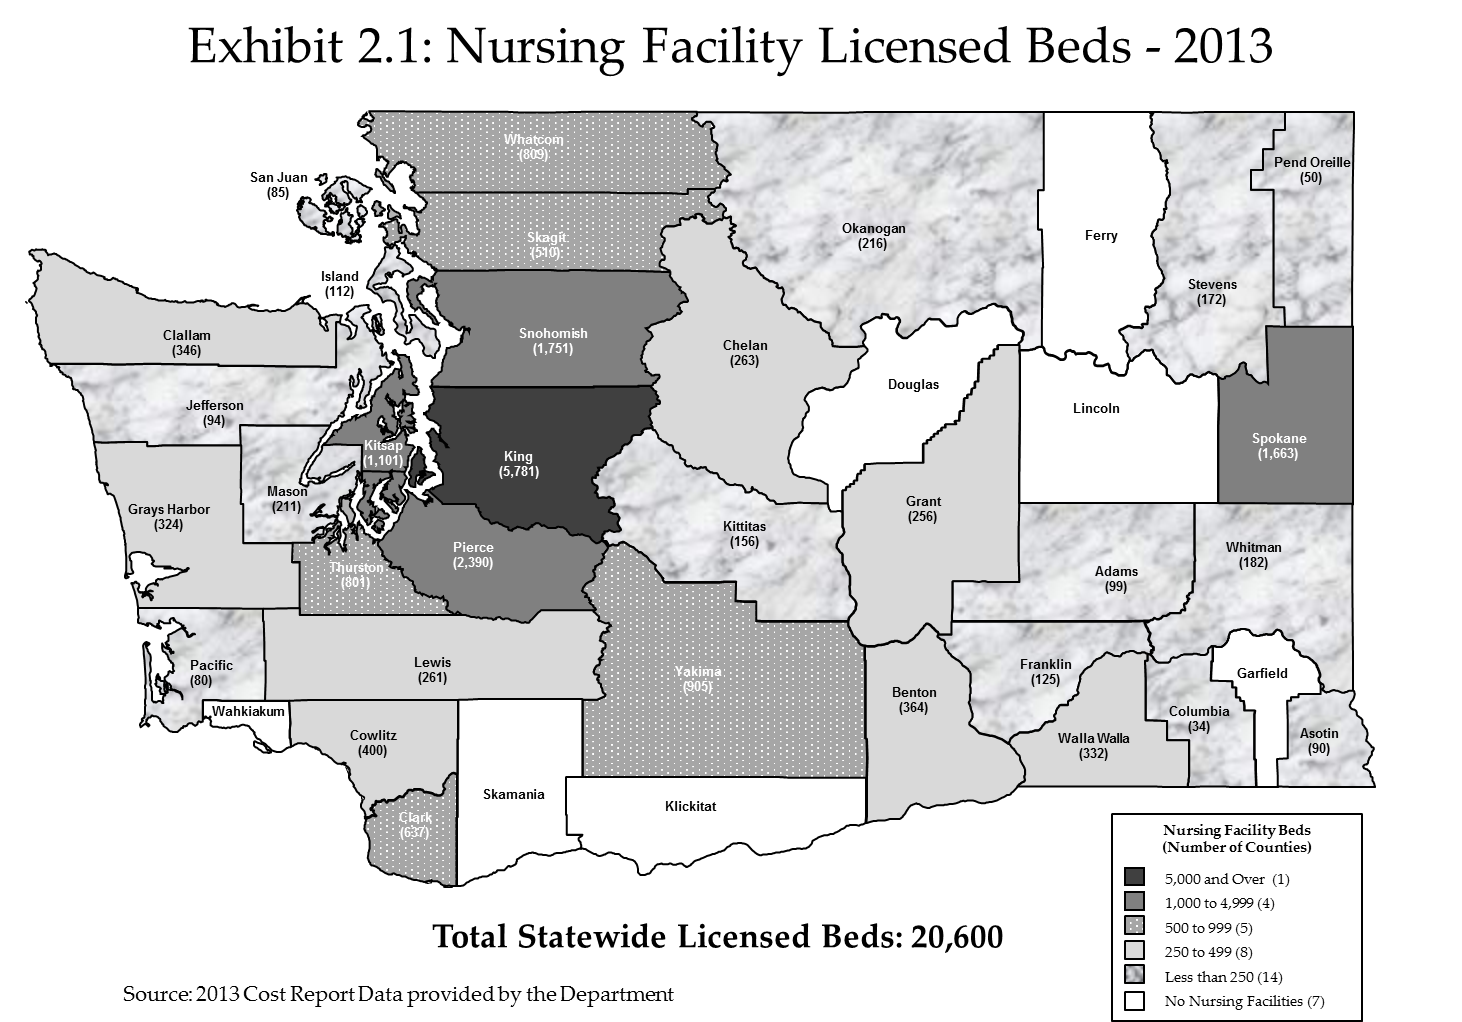 Exhibit 2.1: Nursing Facility Licensed Beds - 2013
Whatcom
(809)
San Juan
(85)
Pend Oreille
(50)
Skagit
(510)
Okanogan
(216)
Ferry
Island
(112)
Stevens
(172)
Clallam
(346)
Snohomish
(1,751)
Chelan
(263)
Douglas
Jefferson
(94)
Lincoln
Kitsap
(1,101)
King
(5,781)
Spokane
(1,663)
Mason
(211)
Grays Harbor
(324)
Grant
(256)
Kittitas
(156)
Pierce
(2,390)
Whitman
(182)
Thurston
(801)
Adams
(99)
Pacific
(80)
Lewis
(261)
Yakima
(905)
Franklin
(125)
Garfield
Benton
(364)
Wahkiakum
Columbia
(34)
Cowlitz
(400)
Walla Walla
(332)
Asotin
(90)
Skamania
Klickitat
Clark
(637)
Nursing Facility Beds
(Number of Counties)
5,000 and Over (1)
1,000 to 4,999 (4)
500 to 999 (5)
250 to 499 (8)
Less than 250 (14)
No Nursing Facilities (7)
Total Statewide Licensed Beds: 20,600
Source: 2013 Cost Report Data provided by the Department